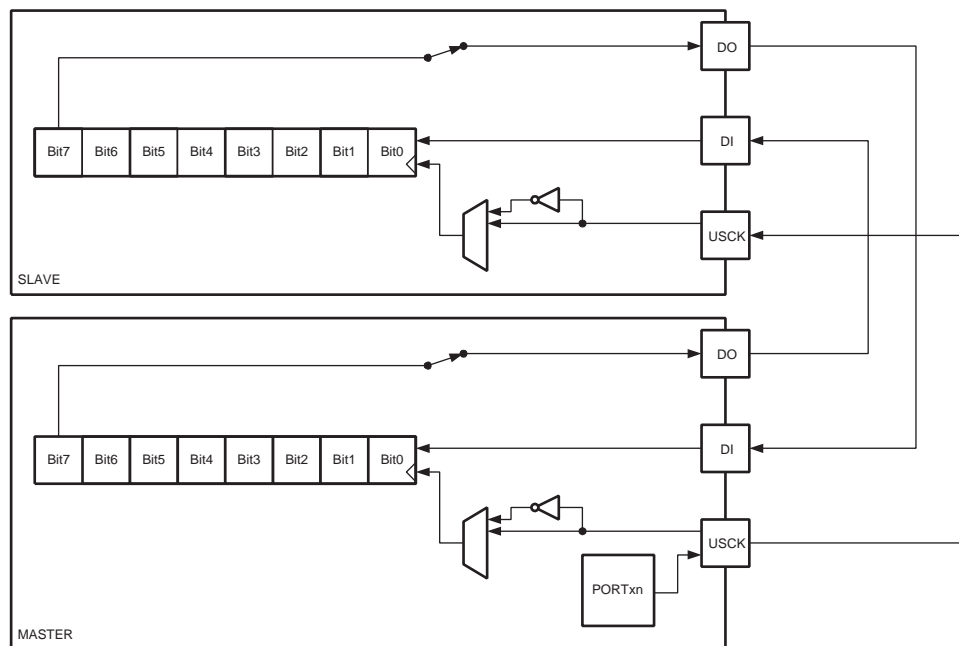 DO
Bit7 Bit6 Bit5 Bit4 Bit3 Bit2 Bit1 Bit0
DI
USCK
SLAVE
DO
Bit7 Bit6 Bit5 Bit4 Bit3 Bit2 Bit1 Bit0
DI
USCK
PORTxn
MASTER